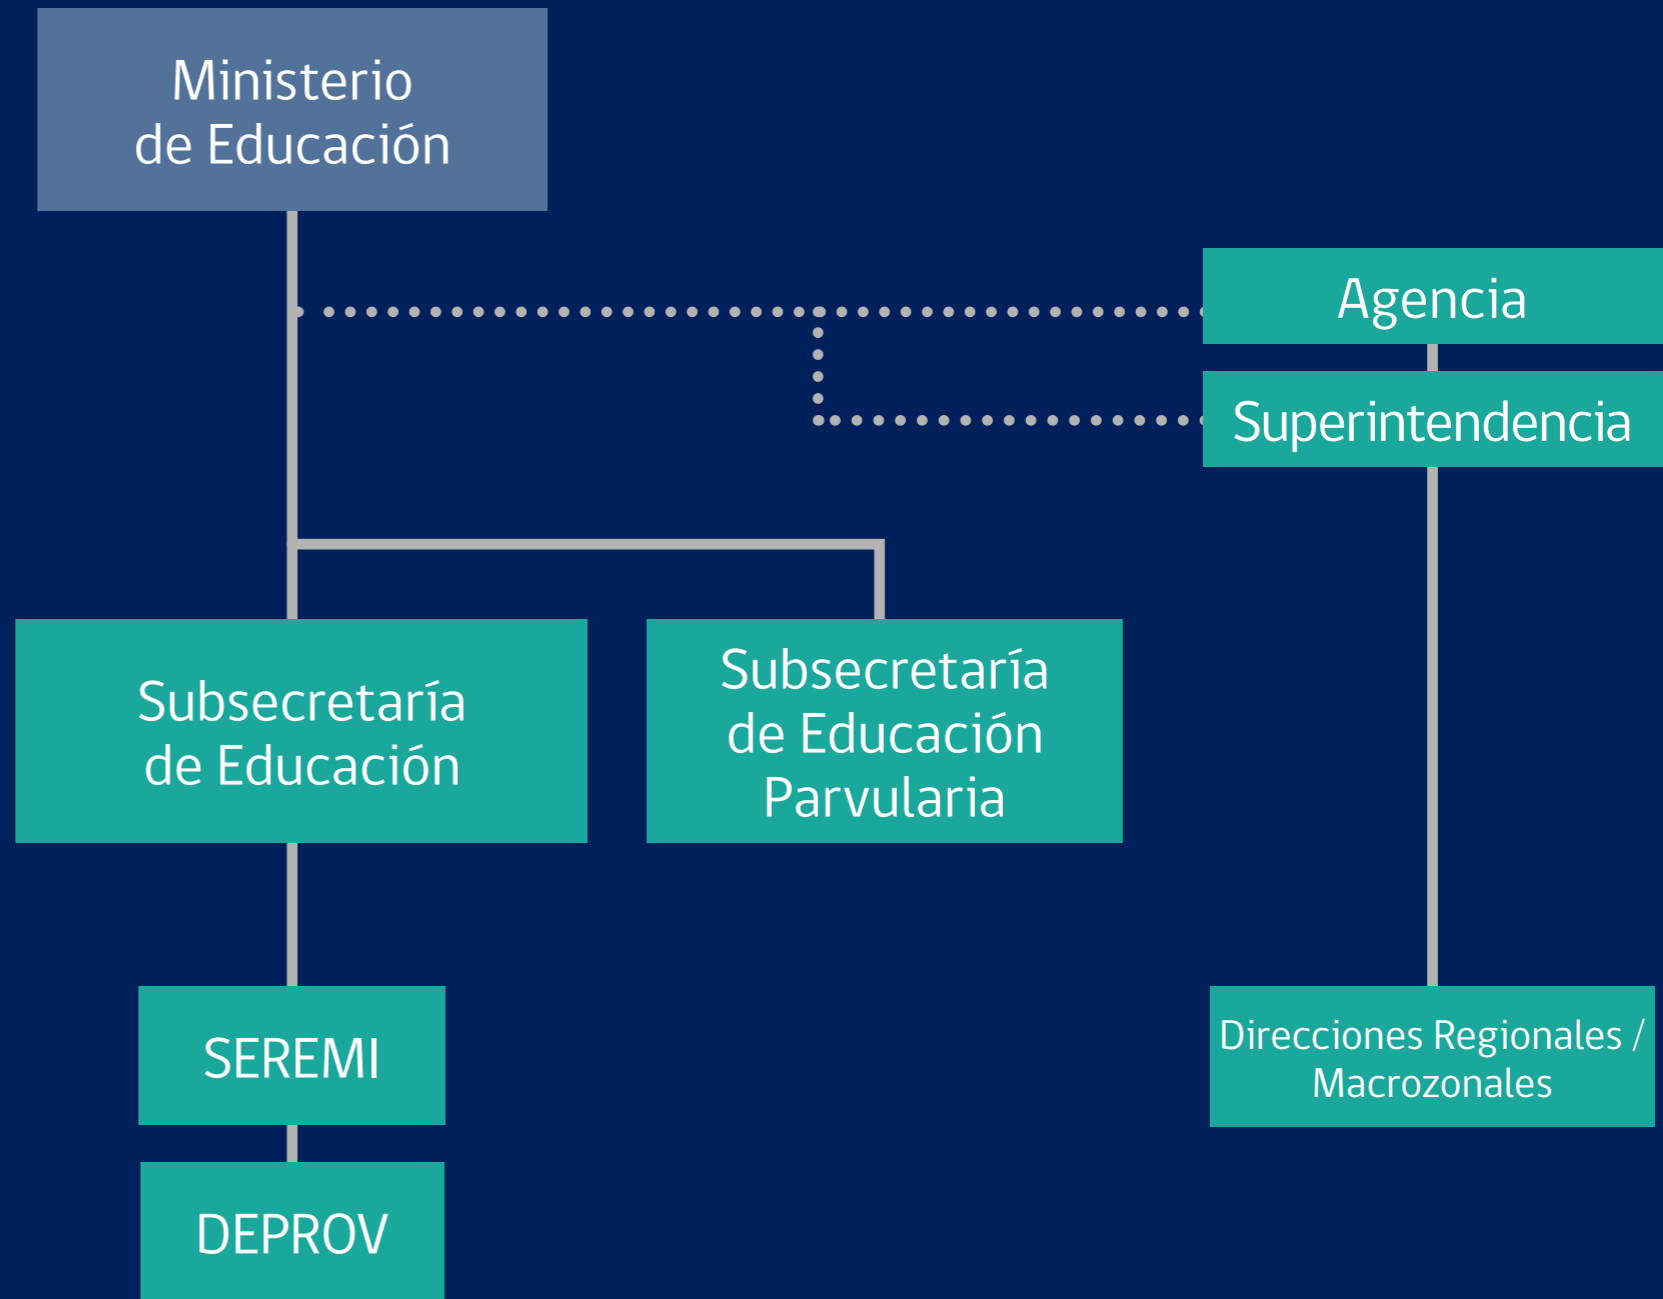 Ministerio
de Educación
Agencia
Superintendencia
Subsecretaría
de Educación
Subsecretaría
de Educación
Parvularia
SEREMI
DEPROV
Direcciones Regionales /
Macrozonales